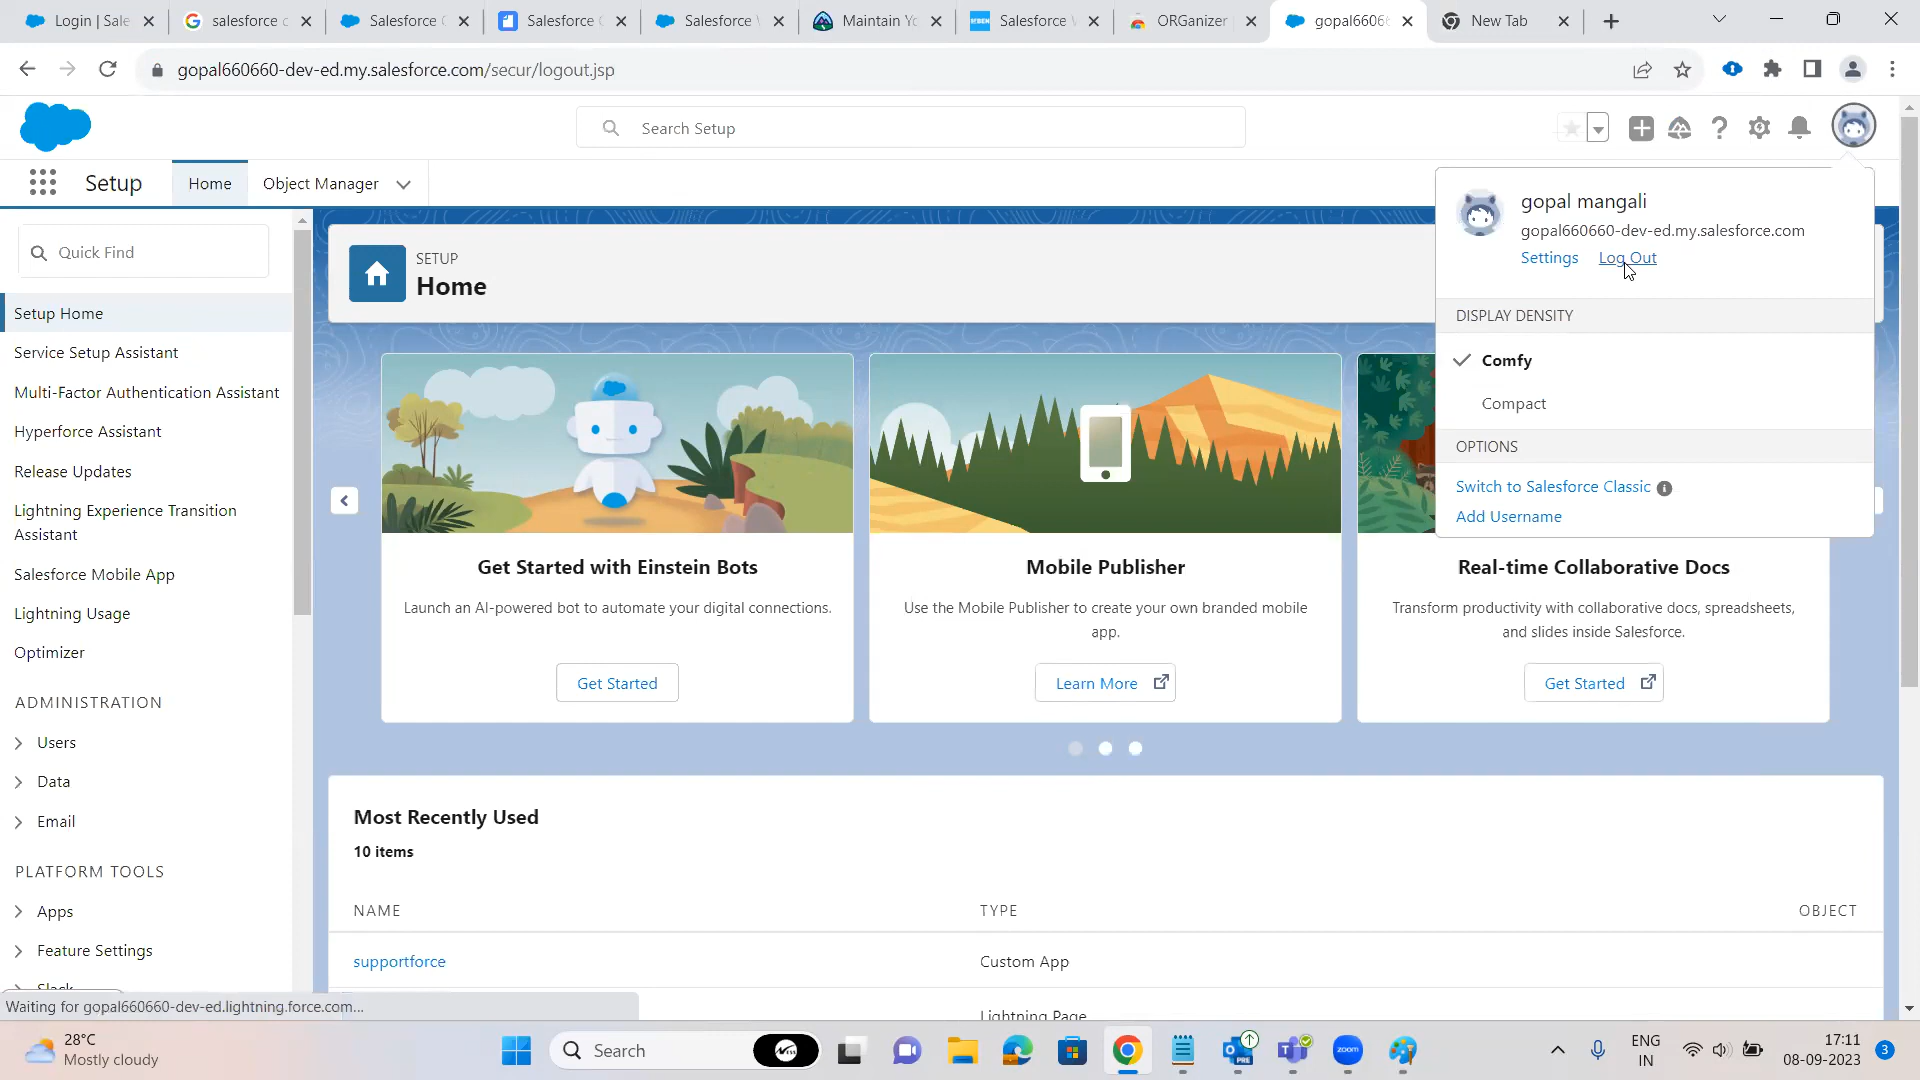 Login | Sale
salesforce c
Salesforce C
Salesforce C
Salesforce V
Maintain Yo
Salesforce V
ORGanizer
gopal66066
New Tab
gopal660660-dev-ed.my.salesforce.com/secur/logout.jsp
Search Setup
Setup
Home
Object Manager
Quick Find
Setup Home
Service Setup Assistant
Multi-Factor Authentication Assistant
Hyperforce Assistant
Release Updates
Lightning Experience Transition
Assistant
Salesforce Mobile App
Lightning Usage
Optimizer
ADMINISTRATION
Users
Data
Email
PLATFORM TOOLS
Apps
Feature Settings
Slack
SETUP
Home
gopal mangali
gopal660660-dev-ed.my.salesforce.com
Settings Log Out
DISPLAY DENSITY
Comfy
Compact
OPTIONS
Switch to Salesforce Classic
Add Username
Get Started with Einstein Bots
Launch an AI-powered bot to automate your digital connections.
Get Started
Mobile Publisher
Use the Mobile Publisher to create your own branded mobile
app.
Learn More
Real-time Collaborative Docs
Transform productivity with collaborative docs, spreadsheets,
and slides inside Salesforce.
Get Started
Most Recently Used
10 items
NAME TYPE OBJECT
supportforce Custom App
Lightning Page
Waiting for gopal660660-dev-ed.lightning.force.com...
28°C
Mostly cloudy
Search
PRE
zoom
ENG
IN
17:11
08-09-2023
3